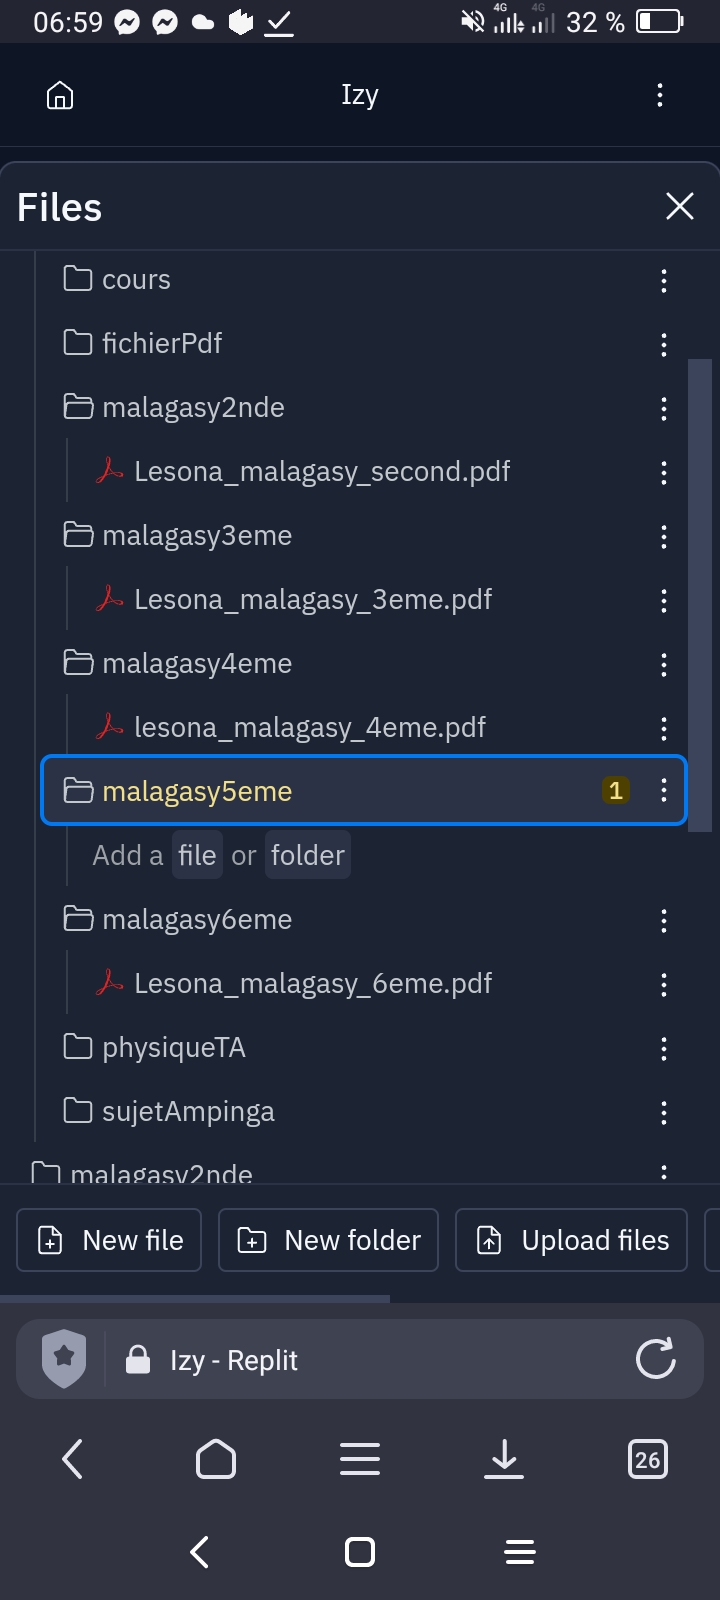 06:59 4G 4G 32 %
Izy
Files
cours
fichierPdf
malagasy2nde
Lesona_malagasy_second.pdf
malagasy3eme
Lesona_malagasy_3eme.pdf
malagasy4eme
lesona_malagasy_4eme.pdf
malagasy5eme 1
Add a file or folder
malagasy6eme
Lesona_malagasy_6eme.pdf
physiqueTA
sujetAmpinga
malagasy2nde
New file New folder Upload files
Izy - Replit
26